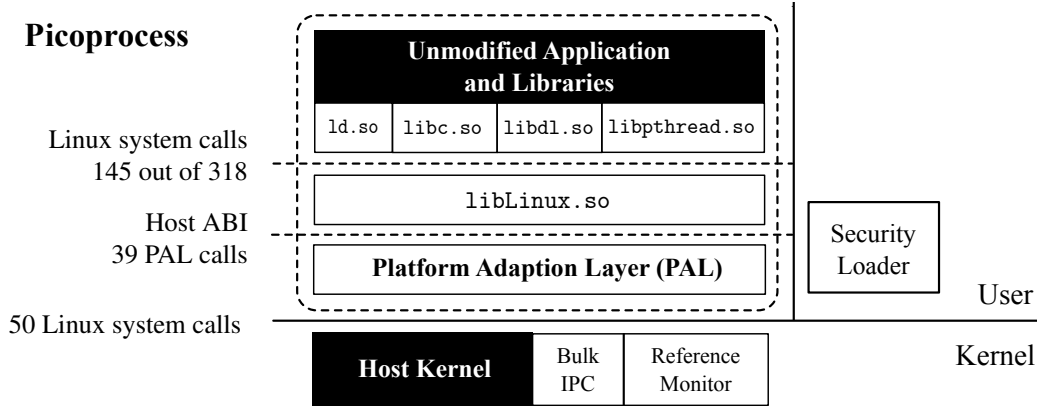 Picoprocess
Unmodified Application
and Libraries
ld.so libc.so libdl.so libpthread.so
Linux system calls
145 out of 318
libLinux.so
Host ABI
39 PAL calls
Platform Adaption Layer (PAL)
Security
Loader
User
50 Linux system calls
Kernel
Host Kernel
Bulk
IPC
Reference
Monitor